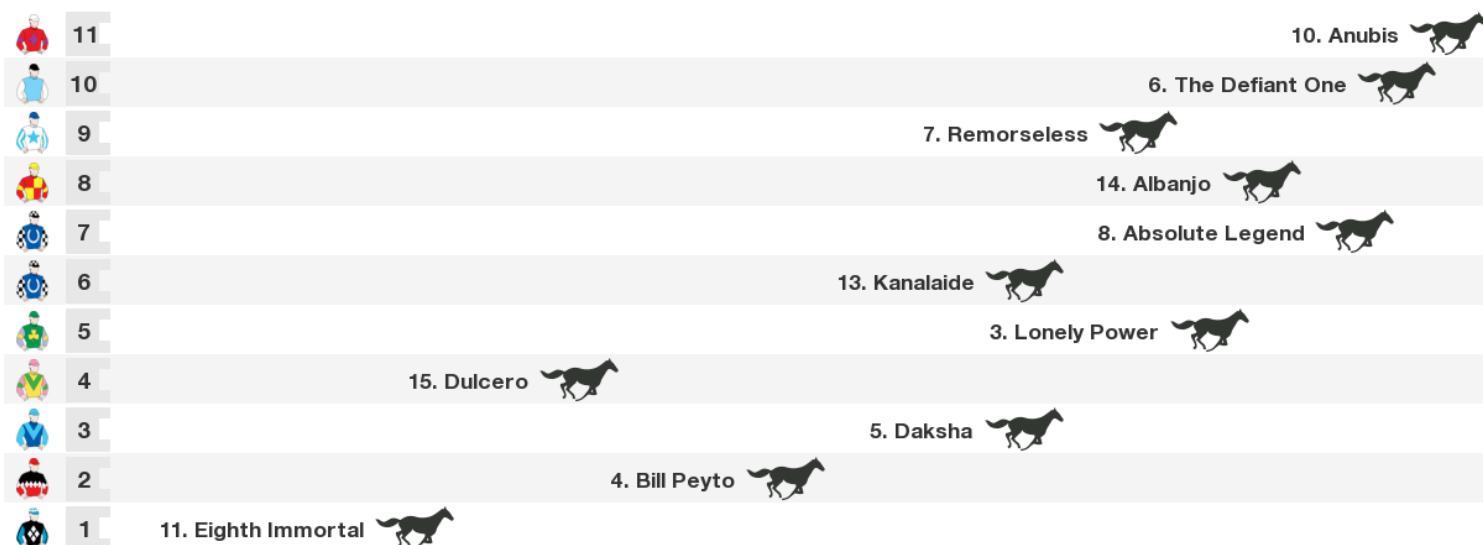 11 10. Anubis
10 6. The Defiant One
9 7. Remorseless
8 14. Albanjo
7 8. Absolute Legend
6 13. Kanalaide
5 3. Lonely Power
4 15. Dulcero
3 5. Daksha
2 4. Bill Peyto
1 11. Eighth Immortal